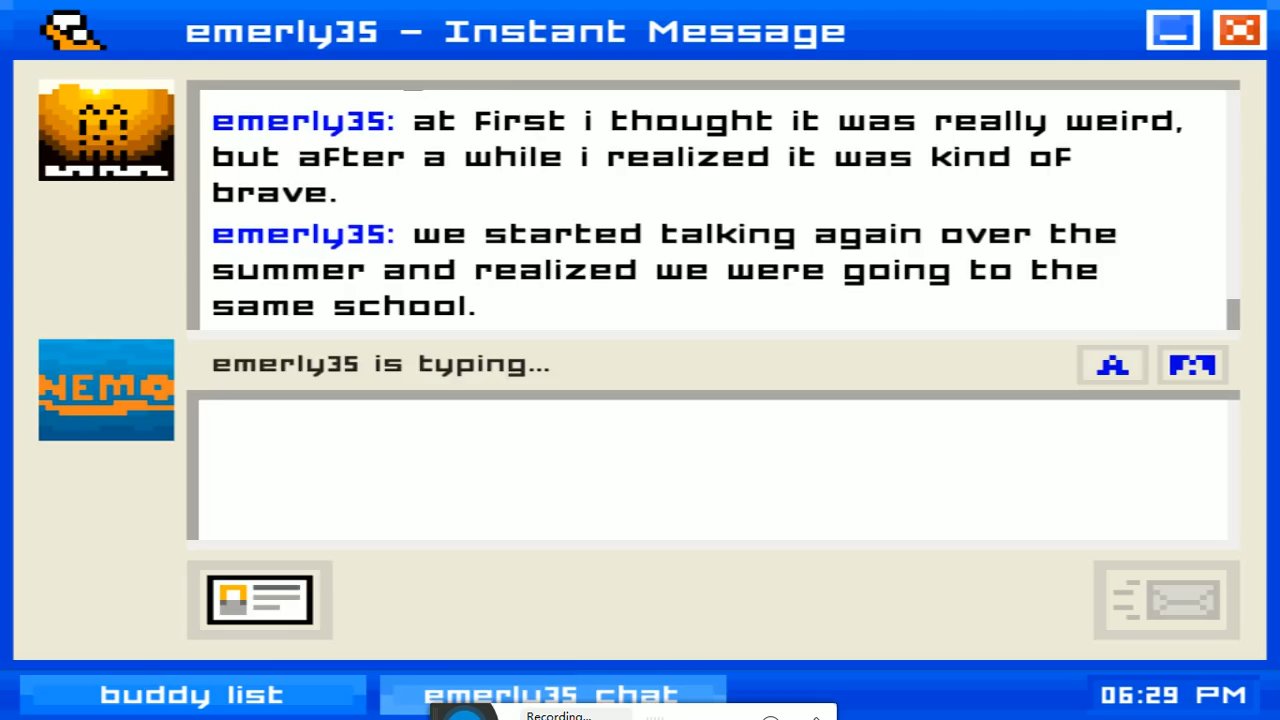 emerly35 - Instant Message
emerly35: at first i thought it was really weird,
but after a while i realized it was kind of
brave.
emerly35: we started talking again over the
summer and realized we were going to the
same school.
NEMO
emerly35 is typing...
buddy list
emerly35 chat
06:29 PM
Recording...